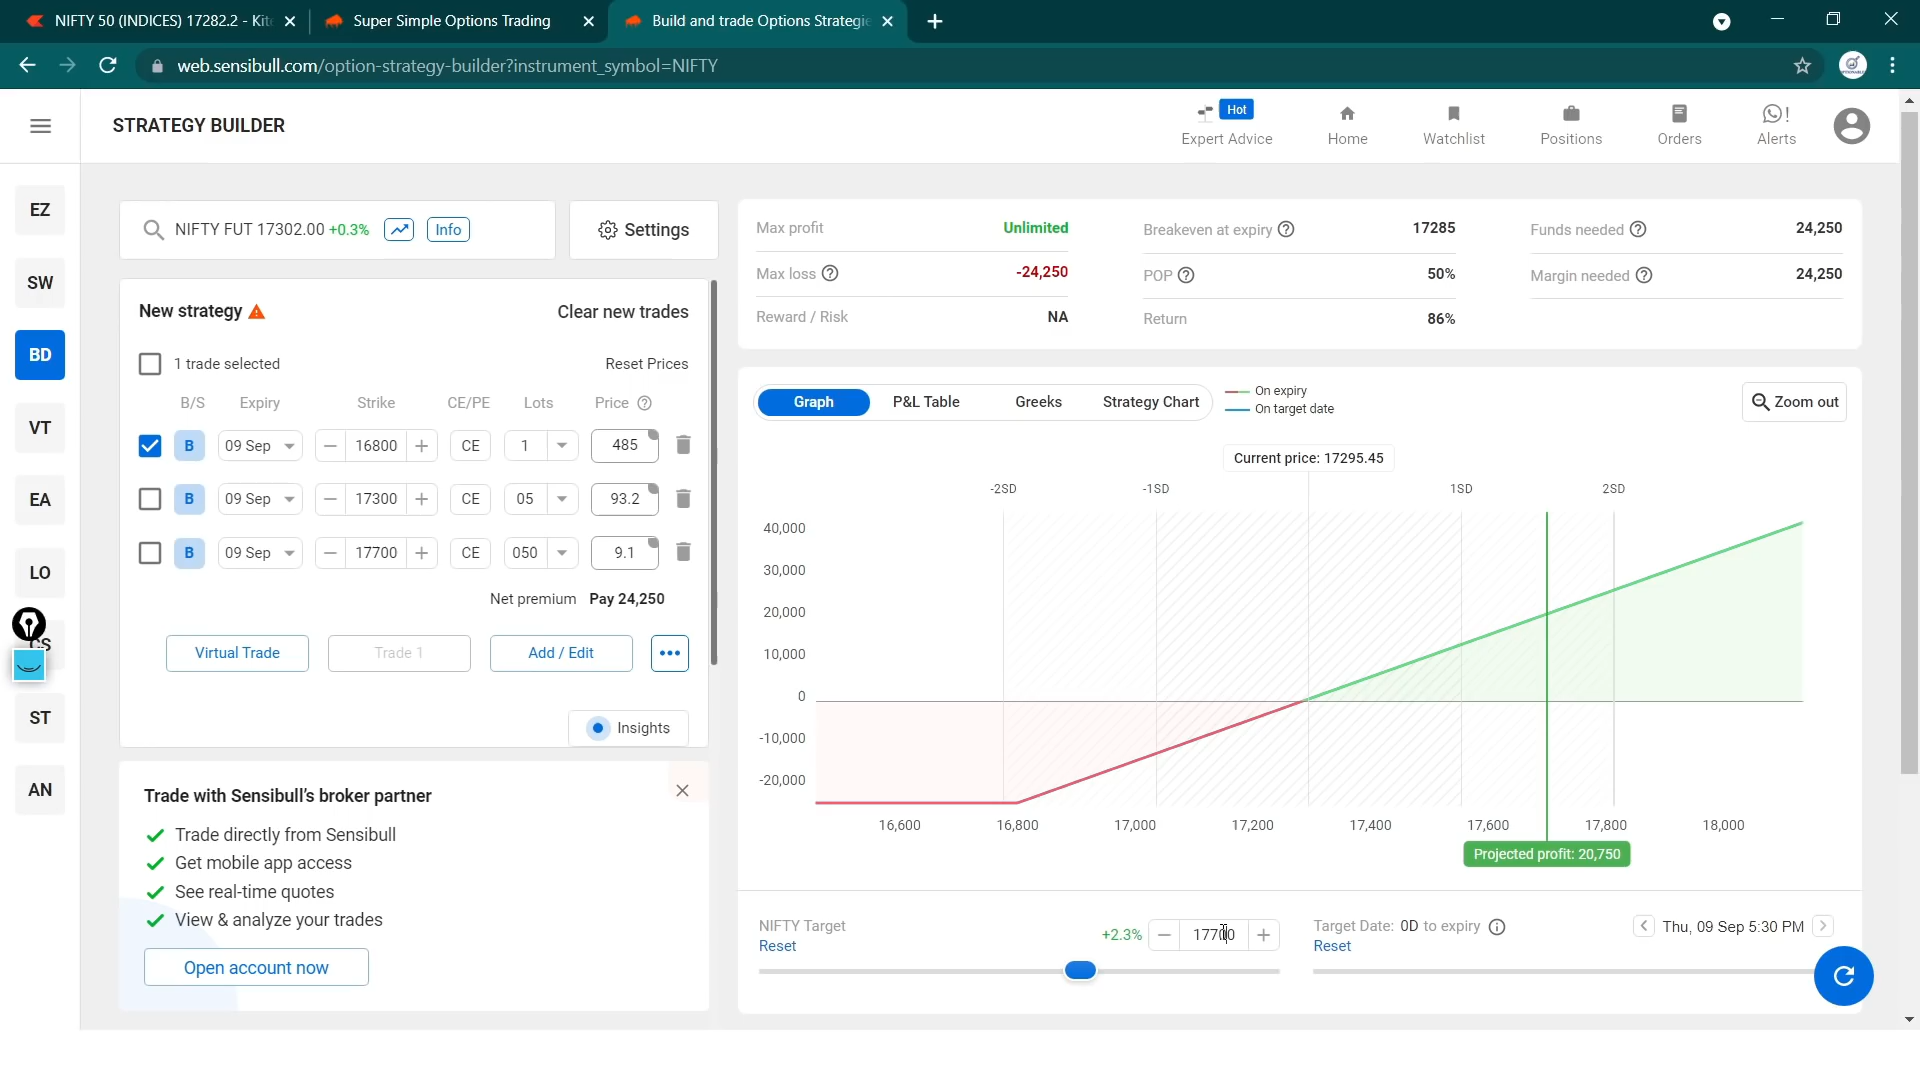 NIFTY 50 (INDICES) 17282.2 - Kit
Super Simple Options Trading
Build and trade Options Strategie
web.sensibull.com/option-strategy-builder?instrument_symbol=NIFTY
STRATEGY BUILDER
Hot
Expert Advice
Home
Watchlist
Positions
Orders
Alerts
EZ
SW
BD
VT
EA
LO
CS
ST
AN
NIFTY FUT 17302.00 +0.3%
Info
Settings
New strategy
Clear new trades
1 trade selected
Reset Prices
B/S Expiry Strike CE/PE Lots Price
B 09 Sep 16800 CE 1 485
B 09 Sep 17300 CE 05 93.2
B 09 Sep 17700 CE 050 9.1
Net premium Pay 24,250
Virtual Trade
Trade 1
Add / Edit
Insights
Trade with Sensibull's broker partner
Trade directly from Sensibull
Get mobile app access
See real-time quotes
View & analyze your trades
Open account now
Max profit Unlimited
Max loss -24,250
Reward / Risk NA
Breakeven at expiry 17285
POP 50%
Return 86%
Funds needed 24,250
Margin needed 24,250
Graph
P&L Table
Greeks
Strategy Chart
On expiry
On target date
Zoom out
Current price: 17295.45
-2SD -1SD 1SD 2SD
40,000
30,000
20,000
10,000
0
-10,000
-20,000
16,600 16,800 17,000 17,200 17,400 17,600 17,800 18,000
Projected profit: 20,750
NIFTY Target
Reset
+2.3%
17700
Target Date: 0D to expiry
Reset
Thu, 09 Sep 5:30 PM